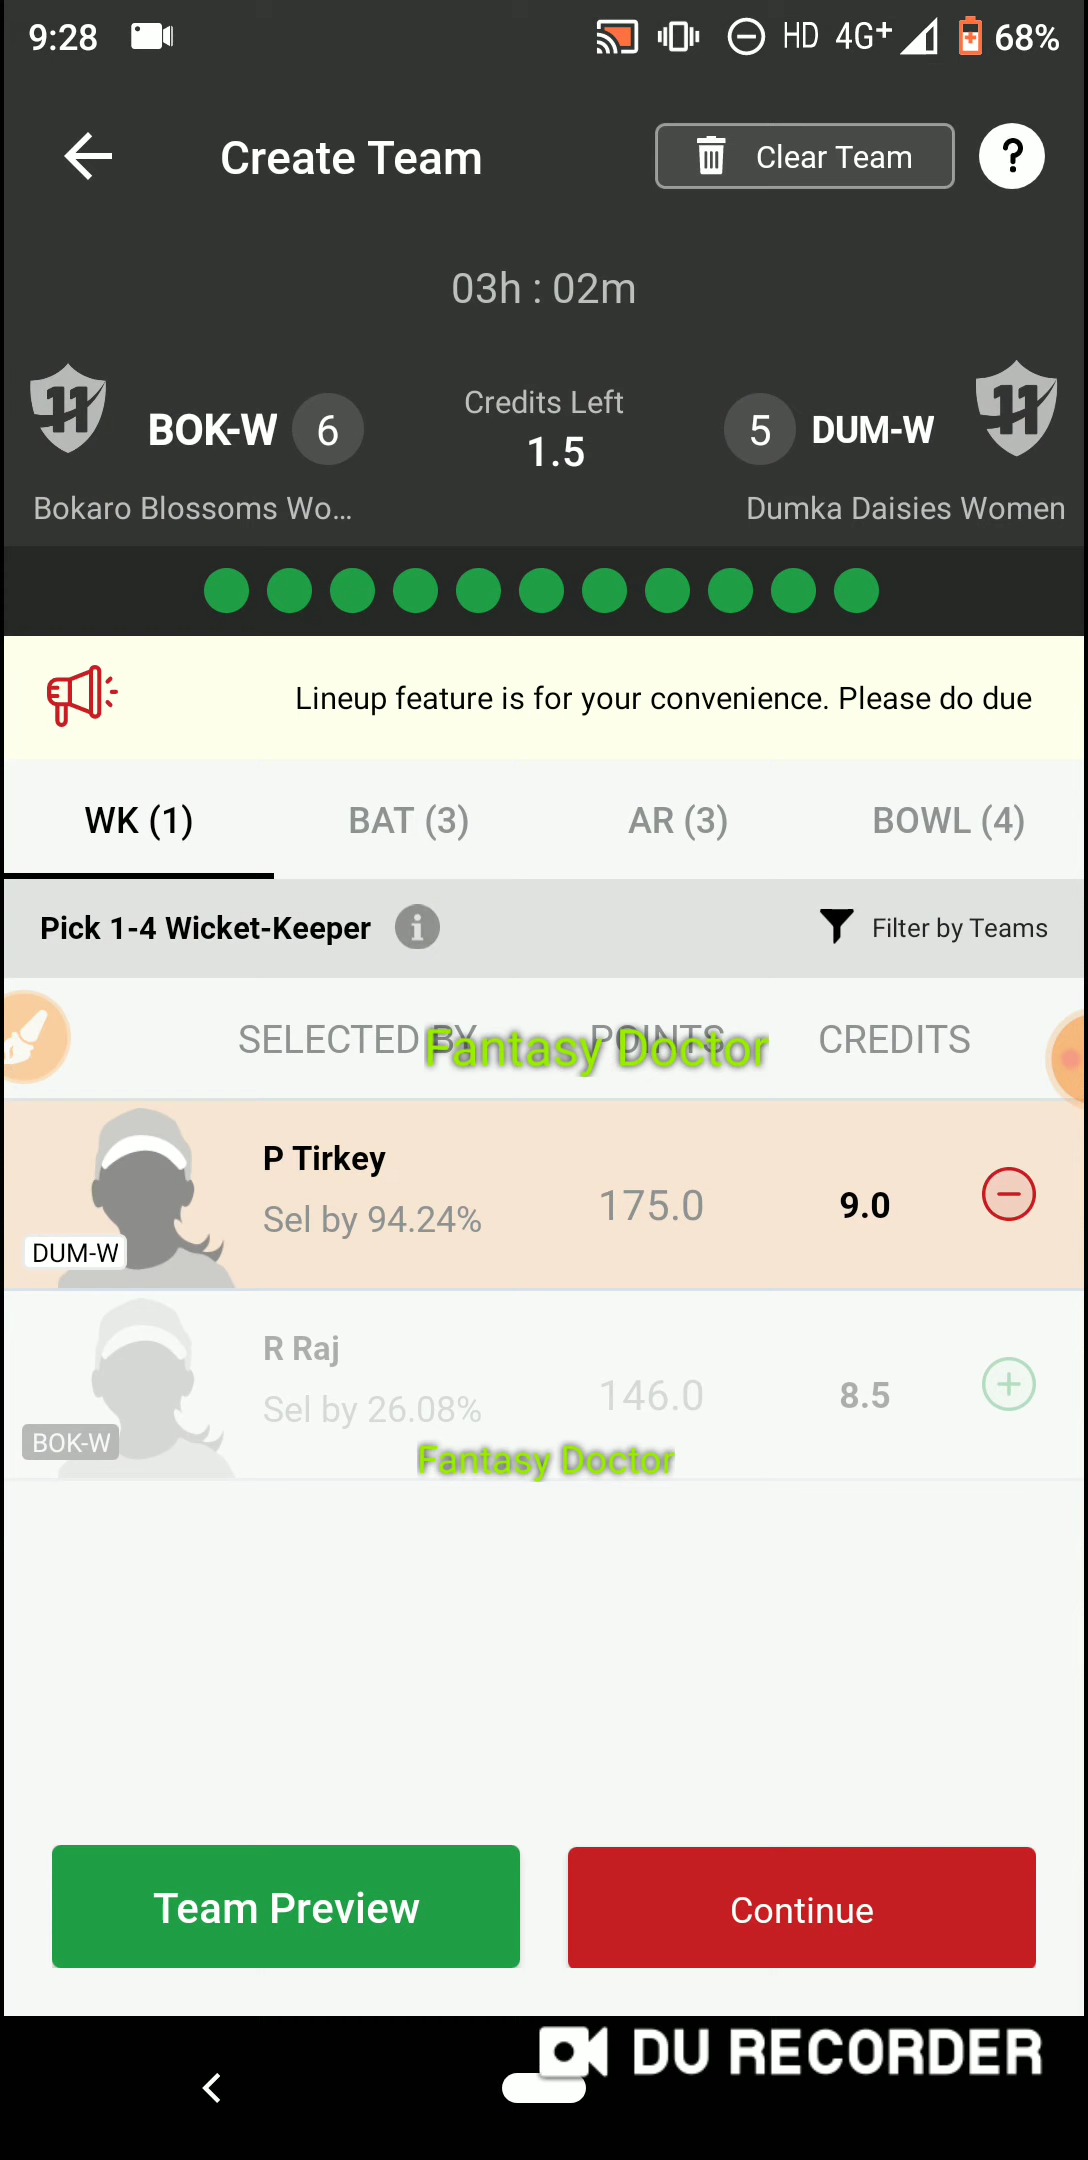 9:28 HD 4G+ 68%
Create Team Clear Team ?
03h : 02m
BOK-W 6 Credits Left 1.5 5 DUM-W
Bokaro Blossoms Wo... Dumka Daisies Women
Lineup feature is for your convenience. Please do due
WK (1) BAT (3) AR (3) BOWL (4)
Pick 1-4 Wicket-Keeper i Filter by Teams
SELECTED BY POINTS CREDITS
Fantasy Doctor
P Tirkey
Sel by 94.24% 175.0 9.0
DUM-W
R Raj
Sel by 26.08% 146.0 8.5
BOK-W
Fantasy Doctor
Team Preview Continue
DU RECORDER